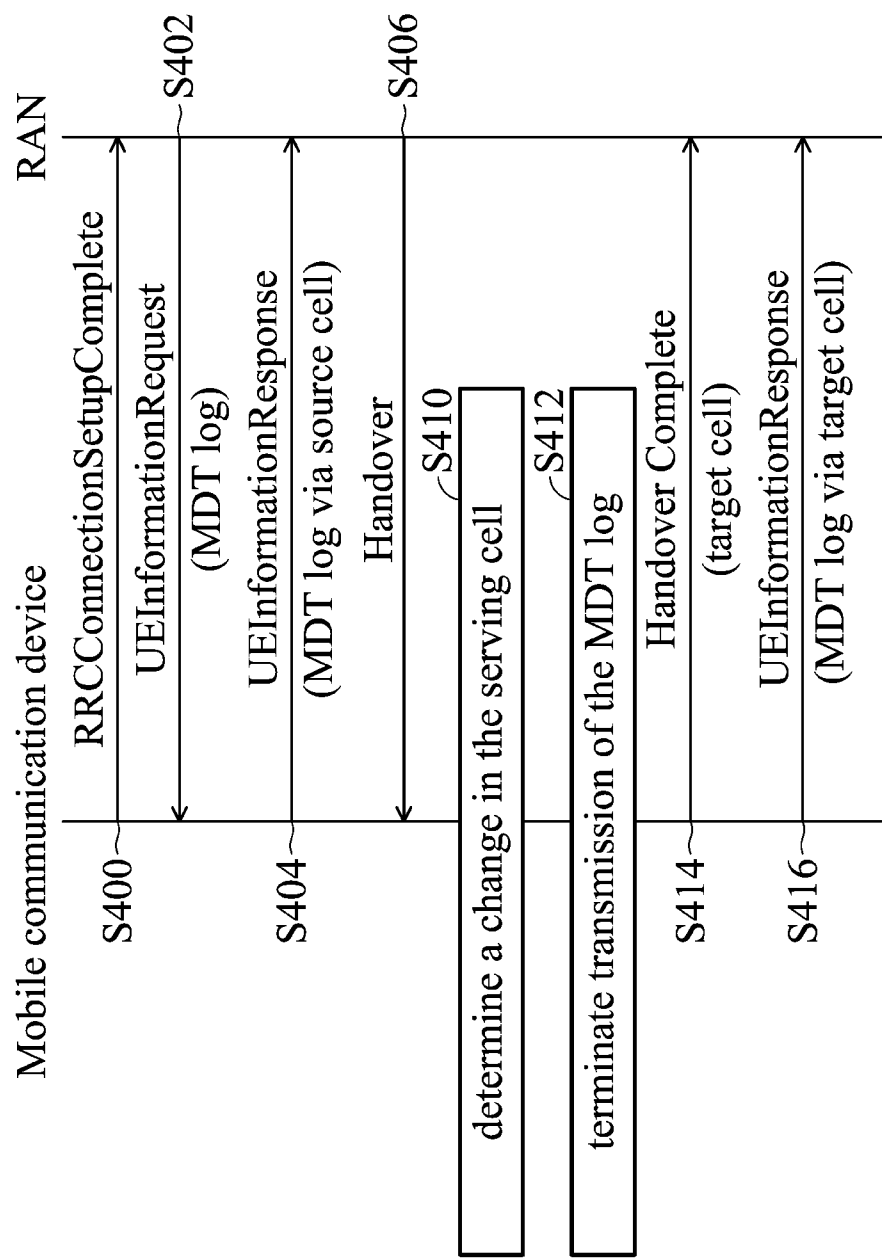 Mobile communication device
RAN
S400
RRCConnectionSetupComplete
UEInformationRequest
(MDT log)
S402
S404
UEInformationResponse
(MDT log via source cell)
Handover
S406
S410
determine a change in the serving cell
S412
terminate transmission of the MDT log
S414
Handover Complete
(target cell)
S416
UEInformationResponse
(MDT log via target cell)